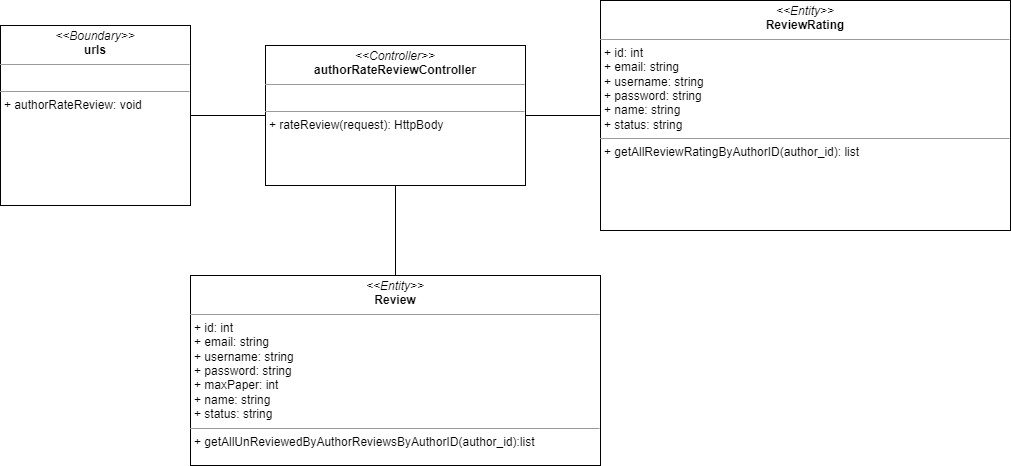 <<Boundary>>
urls
+ authorRateReview: void
<<Controller>>
authorRateReviewController
+ rateReview(request): HttpBody
<<Entity>>
ReviewRating
+ id: int
+ email: string
+ username: string
+ password: string
+ name: string
+ status: string
+ getAllReviewRatingByAuthorID(author_id): list
<<Entity>>
Review
+ id: int
+ email: string
+ username: string
+ password: string
+ maxPaper: int
+ name: string
+ status: string
+ getAllUnReviewedByAuthorReviewsByAuthorID(author_id):list